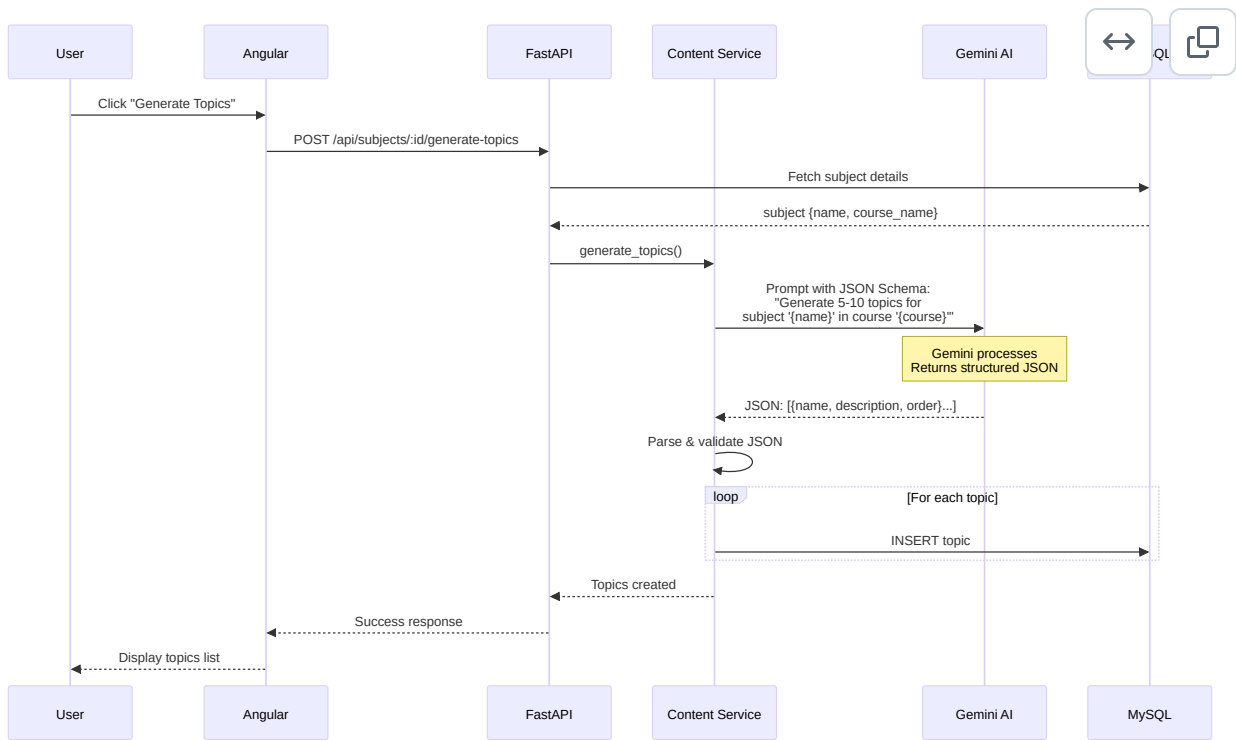 User
Angular
FastAPI
Content Service
Gemini AI
Click "Generate Topics"
POST /api/subjects/:id/generate-topics
Fetch subject details
subject {name, course_name}
generate_topics()
Prompt with JSON Schema:
"Generate 5-10 topics for
subject '{name}' in course '{course}'"
Gemini processes
Returns structured JSON
JSON: [{name, description, order}...]
Parse & validate JSON
loop
[For each topic]
INSERT topic
Topics created
Success response
Display topics list
User
Angular
FastAPI
Content Service
Gemini AI
MySQL